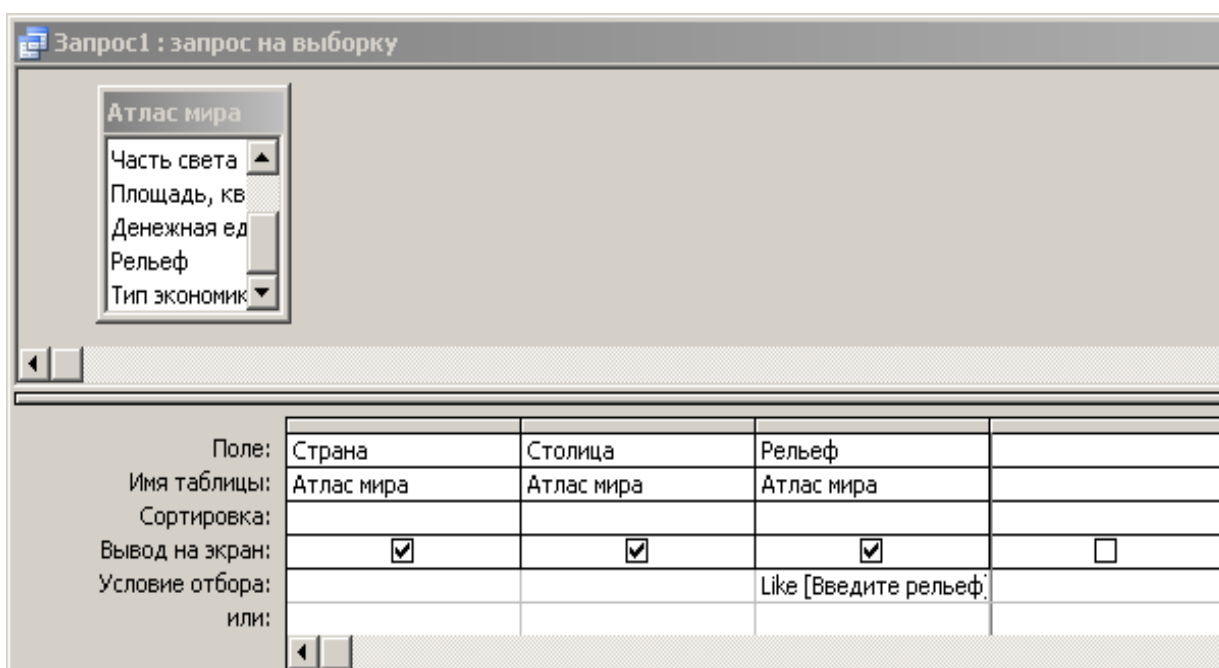 Запрос1 : запрос на выборку
Атлас мира
Часть света
Площадь, кв
Денежная ед
Рельеф
Тип экономик
Поле: Страна Столица Рельеф
Имя таблицы: Атлас мира Атлас мира Атлас мира
Сортировка:
Вывод на экран:
Условие отбора: Like [Введите рельеф]
или: